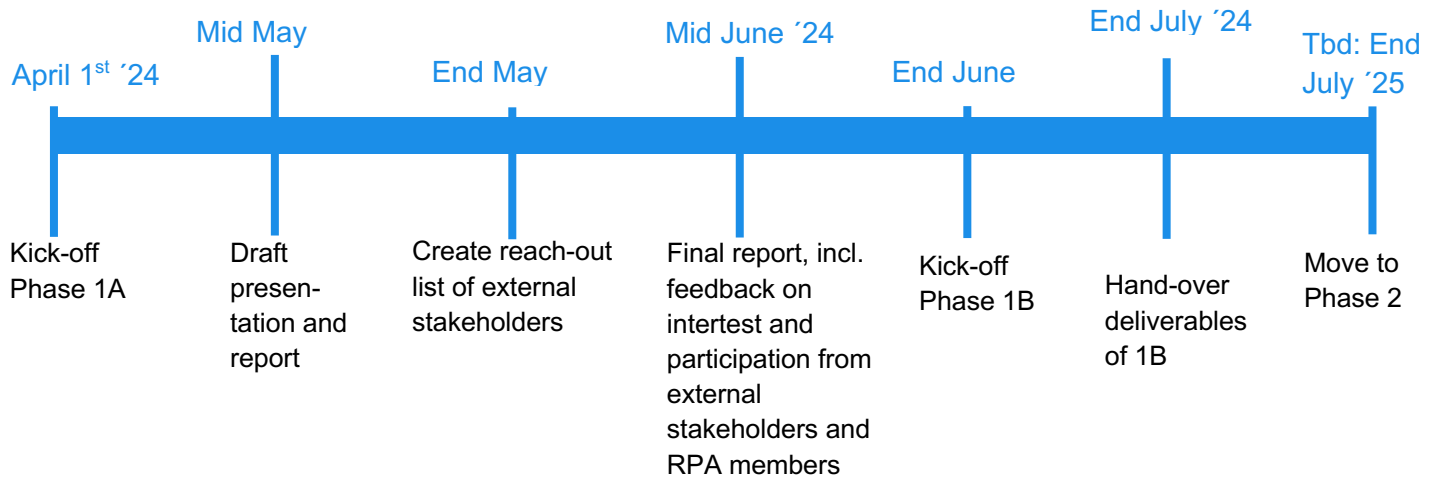 April 1st ´24
Mid May
End May
Mid June ´24
End June
End July ´24
Tbd: End
July ´25
Kick-off
Phase 1A
Draft
presen-
tation and
report
Create reach-out
list of external
stakeholders
Final report, incl.
feedback on
intertest and
participation from
external
stakeholders and
RPA members
Kick-off
Phase 1B
Hand-over
deliverables
of 1B
Move to
Phase 2